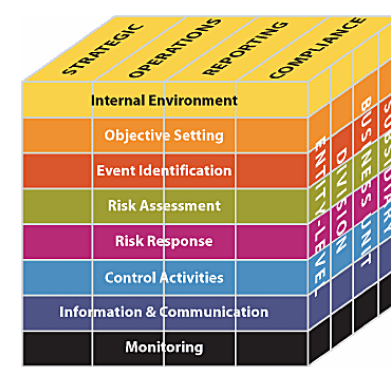 STRATEGIC
OPERATIONS
REPORTING
COMPLIANCE
Internal Environment
Objective Setting
Event Identification
Risk Assessment
Risk Response
Control Activities
Information & Communication
Monitoring
ENTITY-LEVEL
DIVISION
BUSINESS UNIT
SUBSIDIARY